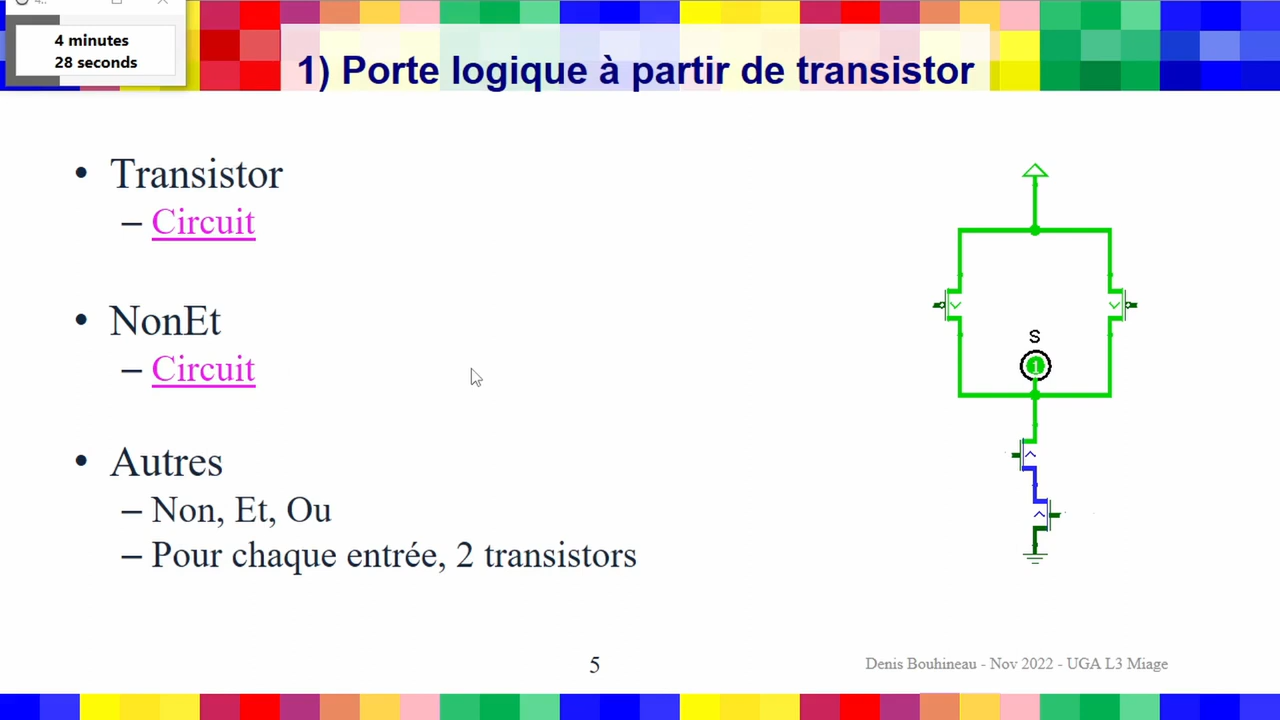 4 minutes
28 seconds
1) Porte logique à partir de transistor
• Transistor
– Circuit
• NonEt
– Circuit
• Autres
– Non, Et, Ou
– Pour chaque entrée, 2 transistors
S
1
5
Denis Bouhineau - Nov 2022 - UGA L3 Miage